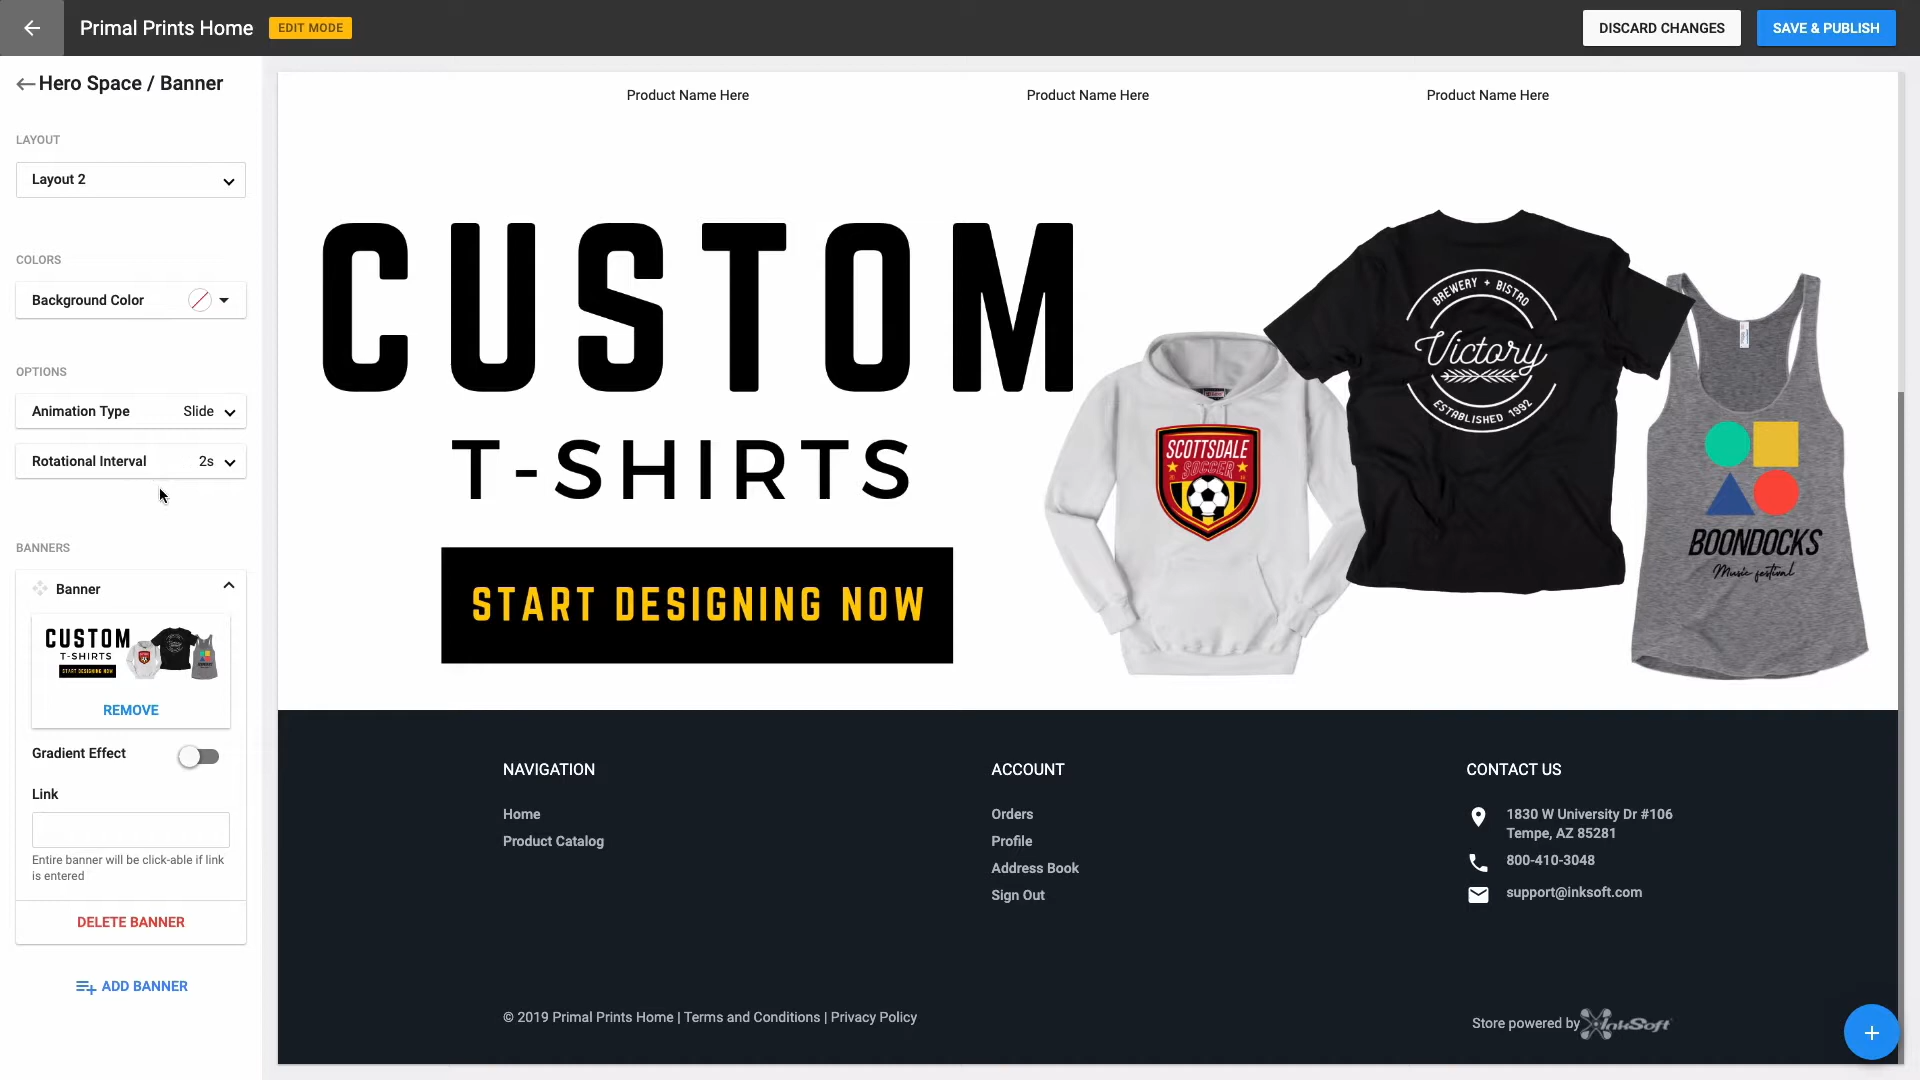 Primal Prints Home
EDIT MODE
DISCARD CHANGES
SAVE & PUBLISH
Hero Space / Banner
LAYOUT
Layout 2
COLORS
Background Color
OPTIONS
Animation Type
Slide
Rotational Interval
2s
BANNERS
Banner
CUSTOM
T-SHIRTS
START DESIGNING NOW
REMOVE
Gradient Effect
Link
Entire banner will be click-able if link
is entered
DELETE BANNER
ADD BANNER
Product Name Here
Product Name Here
Product Name Here
CUSTOM
T-SHIRTS
START DESIGNING NOW
SCOTTSDALE
SOCCER
BREWERY + BISTRO
Victory
ESTABLISHED 1992
BOONDOCKS
Music festival
NAVIGATION
Home
Product Catalog
ACCOUNT
Orders
Profile
Address Book
Sign Out
CONTACT US
1830 W University Dr #106
Tempe, AZ 85281
800-410-3048
support@inksoft.com
© 2019 Primal Prints Home | Terms and Conditions | Privacy Policy
Store powered by InkSoft